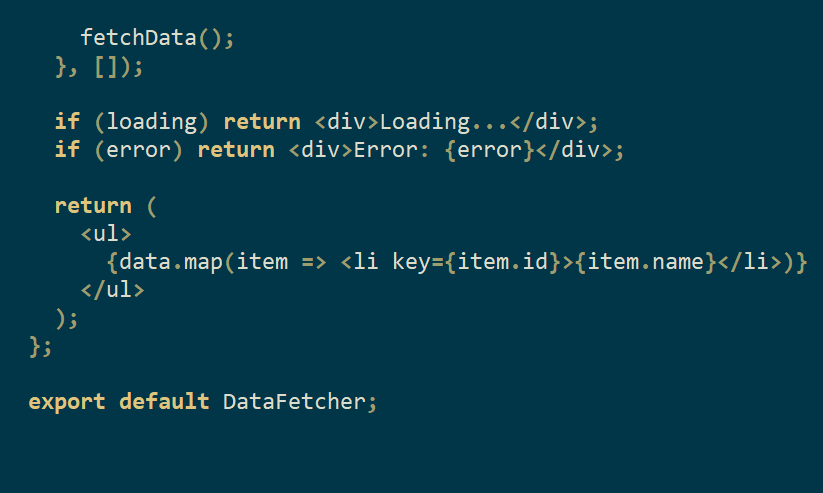 fetchData();
  }, []);

  if (loading) return <div>Loading...</div>;
  if (error) return <div>Error: {error}</div>;

  return (
    <ul>
      {data.map(item => <li key={item.id}>{item.name}</li>)}
    </ul>
  );
};

export default DataFetcher;